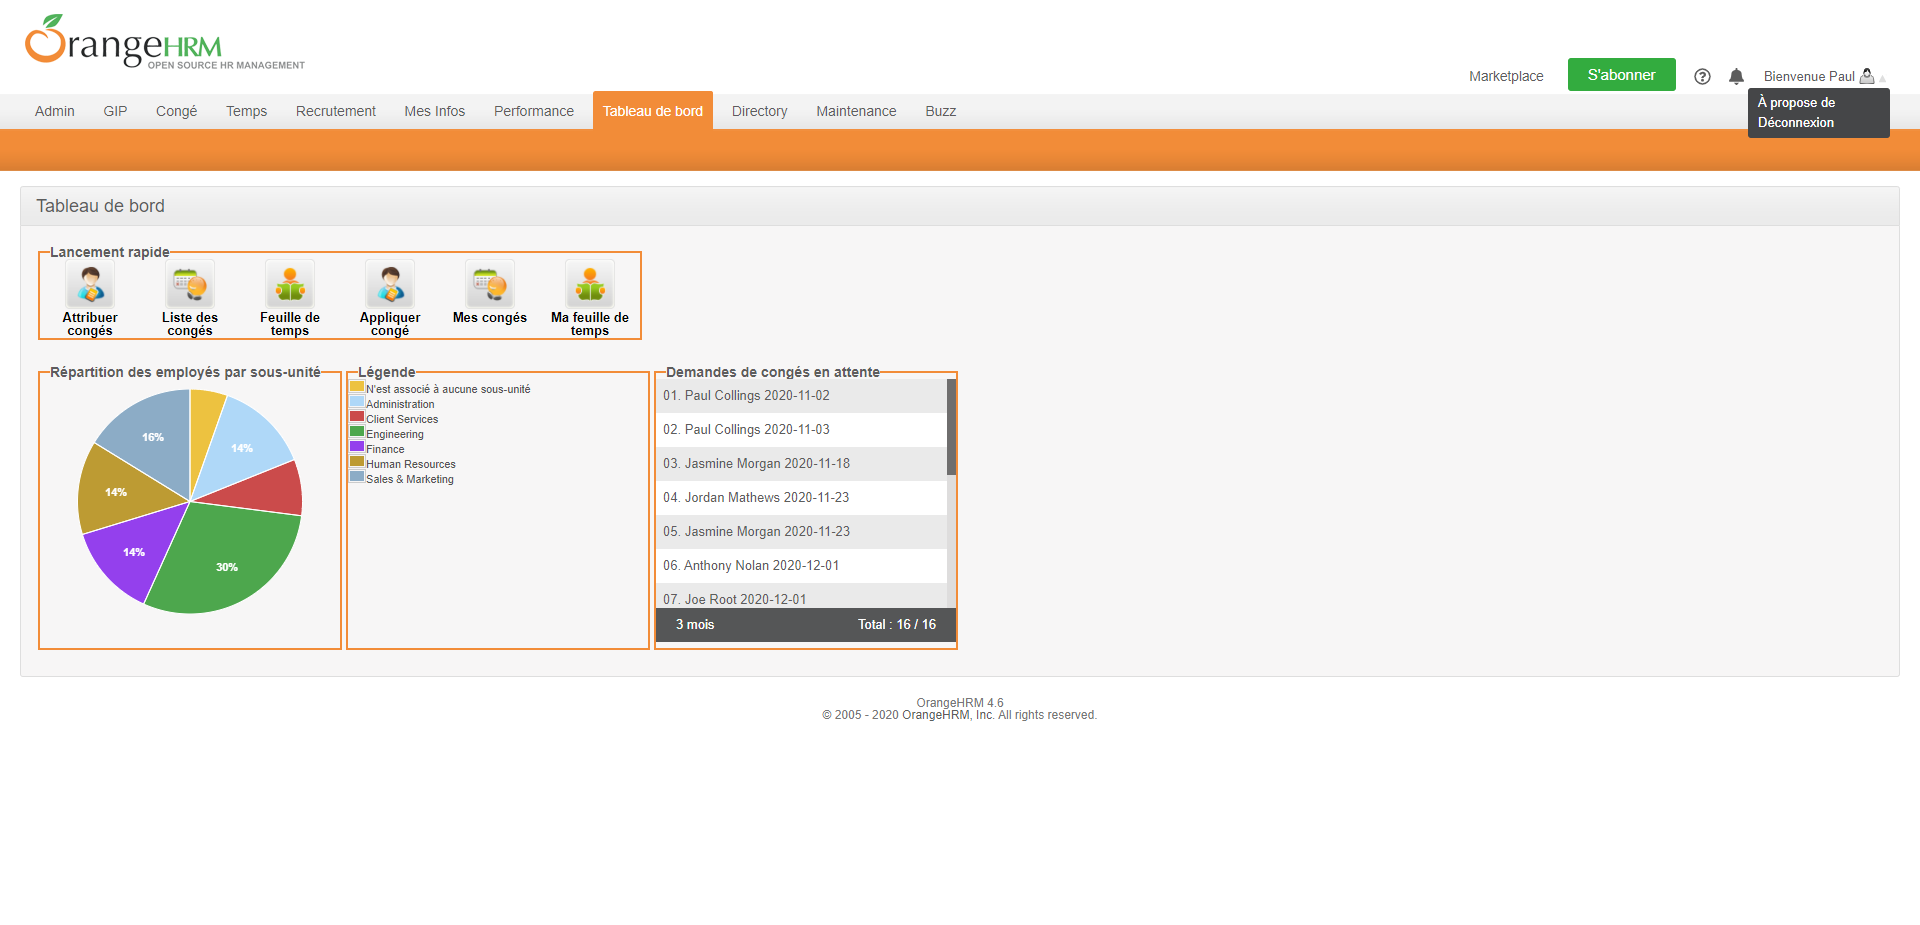 OrangeHRM
OPEN SOURCE HR MANAGEMENT
Marketplace
S'abonner
Bienvenue Paul
À propose de
Déconnexion
Admin GIP Congé Temps Recrutement Mes Infos Performance Tableau de bord Directory Maintenance Buzz
Tableau de bord
Lancement rapide
Attribuer congés
Liste des congés
Feuille de temps
Appliquer congé
Mes congés
Ma feuille de temps
Répartition des employés par sous-unité
14%
30%
14%
14%
16%
Légende
N'est associé à aucune sous-unité
Administration
Client Services
Engineering
Finance
Human Resources
Sales & Marketing
Demandes de congés en attente
01. Paul Collings 2020-11-02
02. Paul Collings 2020-11-03
03. Jasmine Morgan 2020-11-18
04. Jordan Mathews 2020-11-23
05. Jasmine Morgan 2020-11-23
06. Anthony Nolan 2020-12-01
07. Joe Root 2020-12-01
3 mois Total : 16 / 16
OrangeHRM 4.6
© 2005 - 2020 OrangeHRM, Inc. All rights reserved.